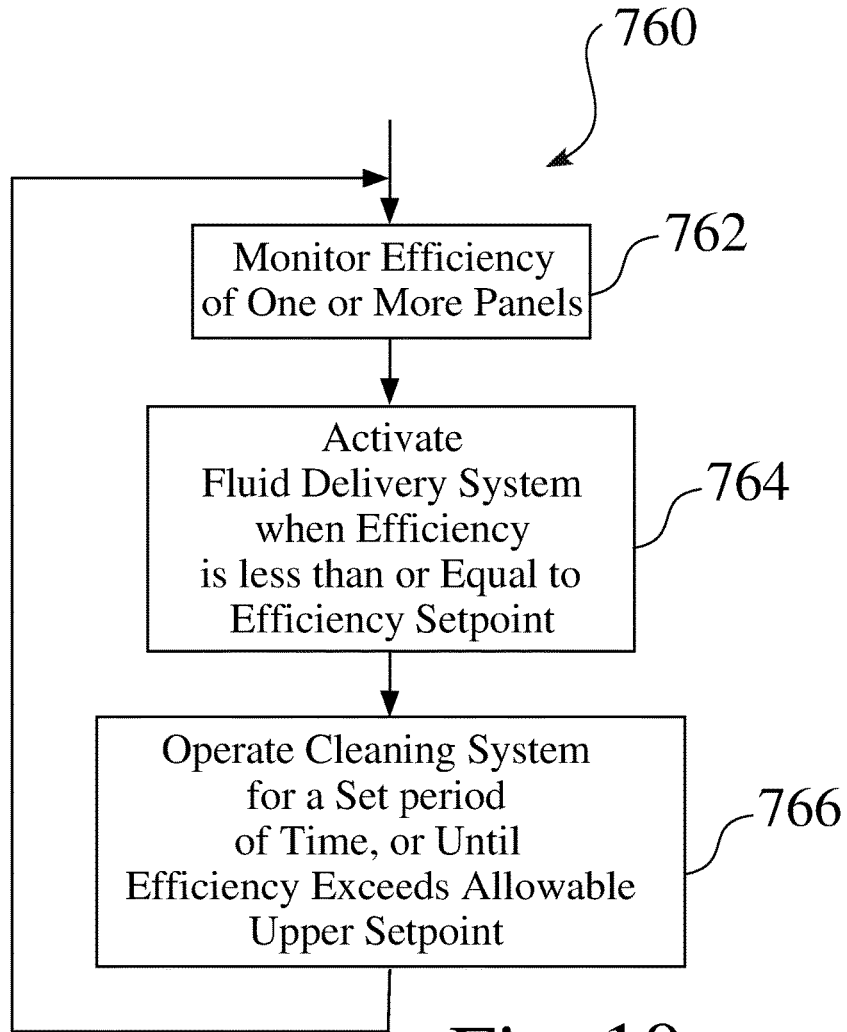 760
762
Monitor Efficiency
of One or More Panels
764
Activate
Fluid Delivery System
when Efficiency
is less than or Equal to
Efficiency Setpoint
766
Operate Cleaning System
for a Set period
of Time, or Until
Efficiency Exceeds Allowable
Upper Setpoint
Fig.